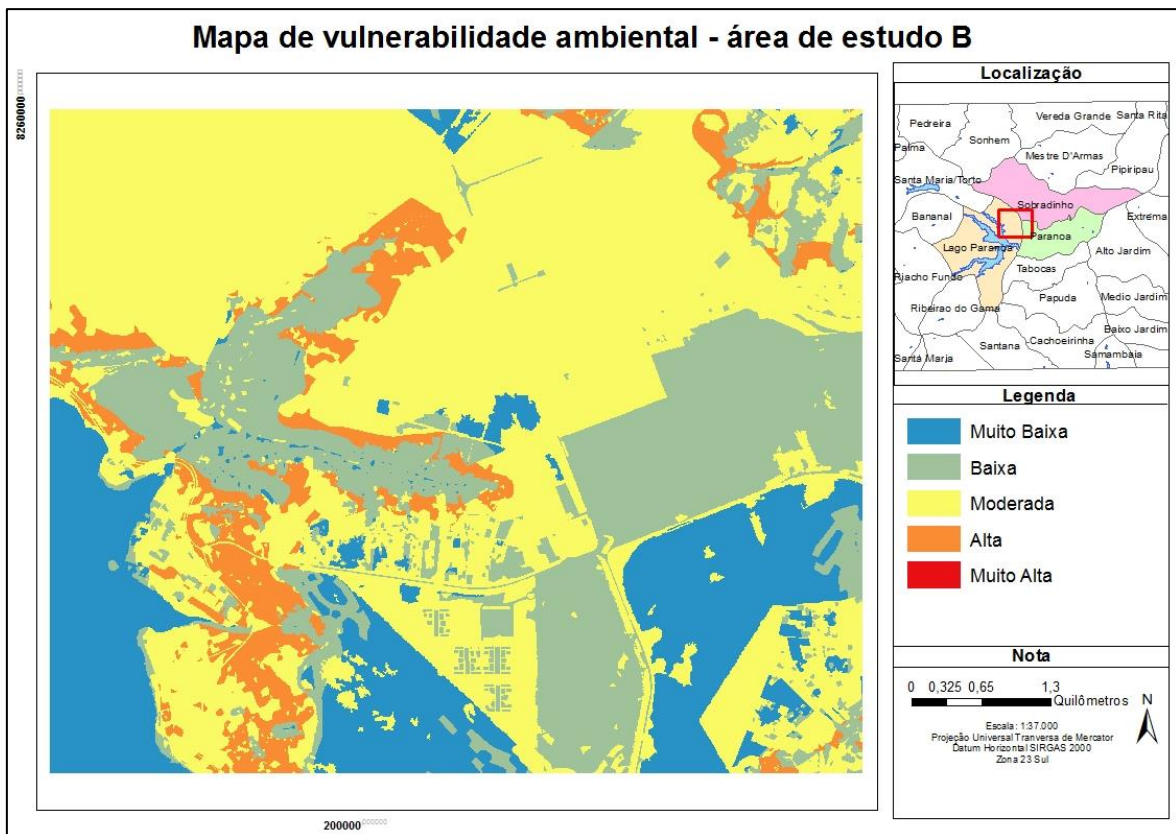 Mapa de vulnerabilidade ambiental - área de estudo B
8260000
200000
Localização
Pedreira
Vereda Grande
Santa Rita
Sonhem
Palma
Mestre D'Armas
Pipiripau
Santa Maria/Torto
Sobradinho
Bananal
Extrema
Paranoa
Lago Paranoa
Alto Jardim
Riacho Fundo
Tabocas
Papuda
Medio Jardim
Ribeirao do Gama
Baixo Jardim
Cachoeirinha
Santana
Samambaia
Santa Maria
Legenda
Muito Baixa
Baixa
Moderada
Alta
Muito Alta
Nota
0 0,325 0,65 1,3
Quilômetros
N
Escala: 1:37.000
Projeção Universal Tranversa de Mercator
Datum Horizontal SIRGAS 2000
Zona 23 Sul